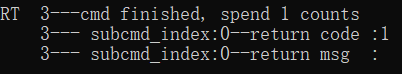 RT  3---cmd finished, spend 1 counts
    3--- subcmd_index:0--return code :1
    3--- subcmd_index:0--return msg  :